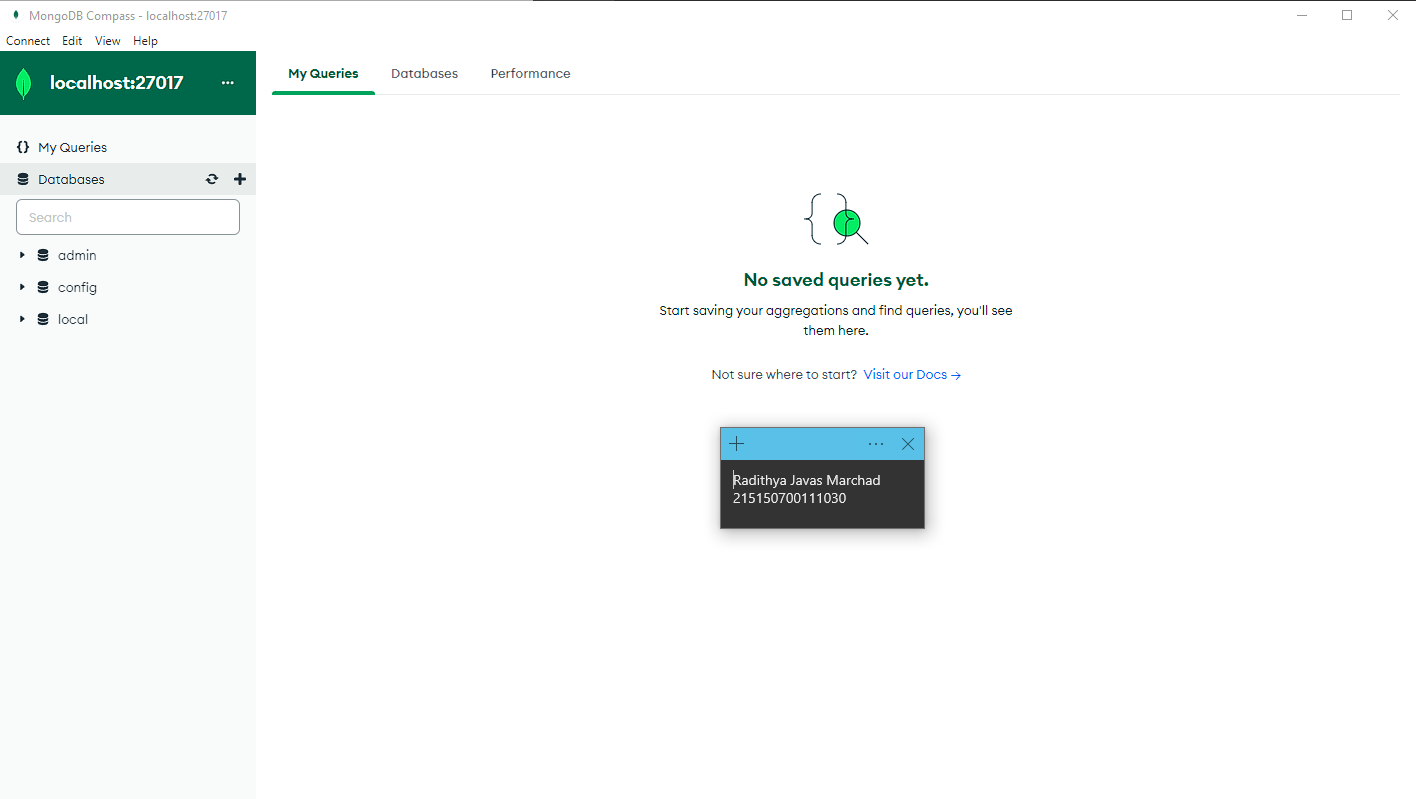 MongoDB Compass - localhost:27017
Connect Edit View Help
localhost:27017 ...
My Queries Databases Performance
{} My Queries
Databases
Search
admin
config
local
No saved queries yet.
Start saving your aggregations and find queries, you'll see
them here.
Not sure where to start? Visit our Docs →
Radithya Javas Marchad
215150700111030